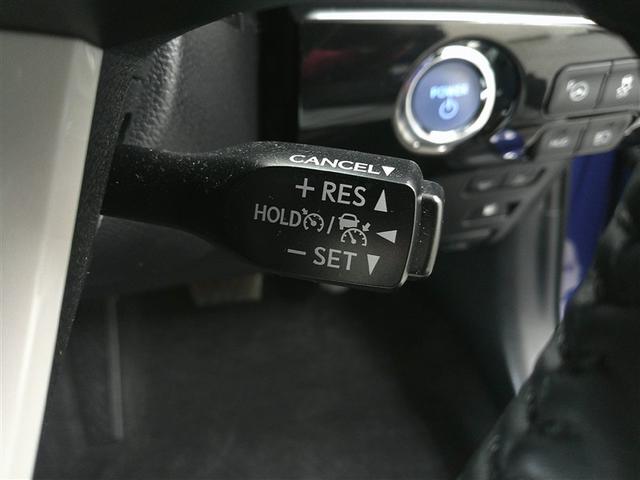 POWER
CANCEL▼
+ RES ▲
HOLD / ◀
− SET ▼